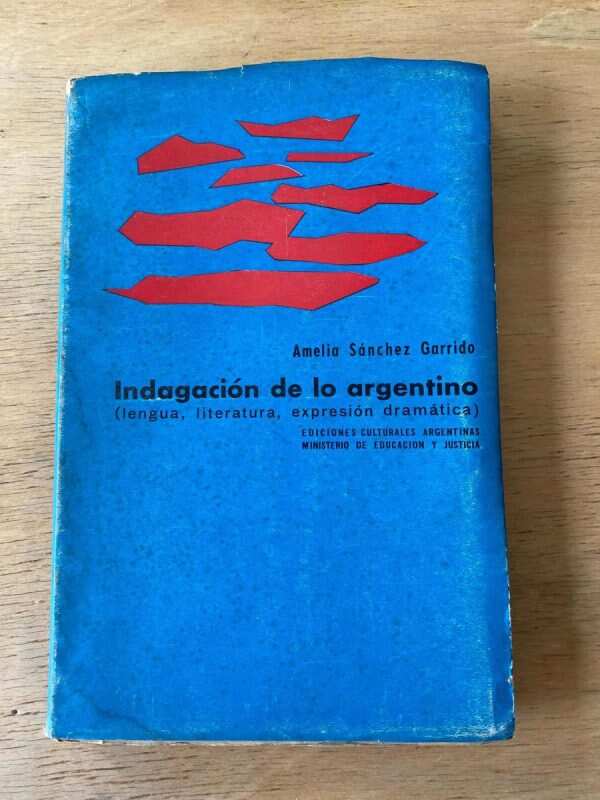 Amelia Sánchez Garrido
Indagación de lo argentino
(lengua, literatura, expresión dramática)
EDICIONES CULTURALES ARGENTINAS
MINISTERIO DE EDUCACION Y JUSTICIA